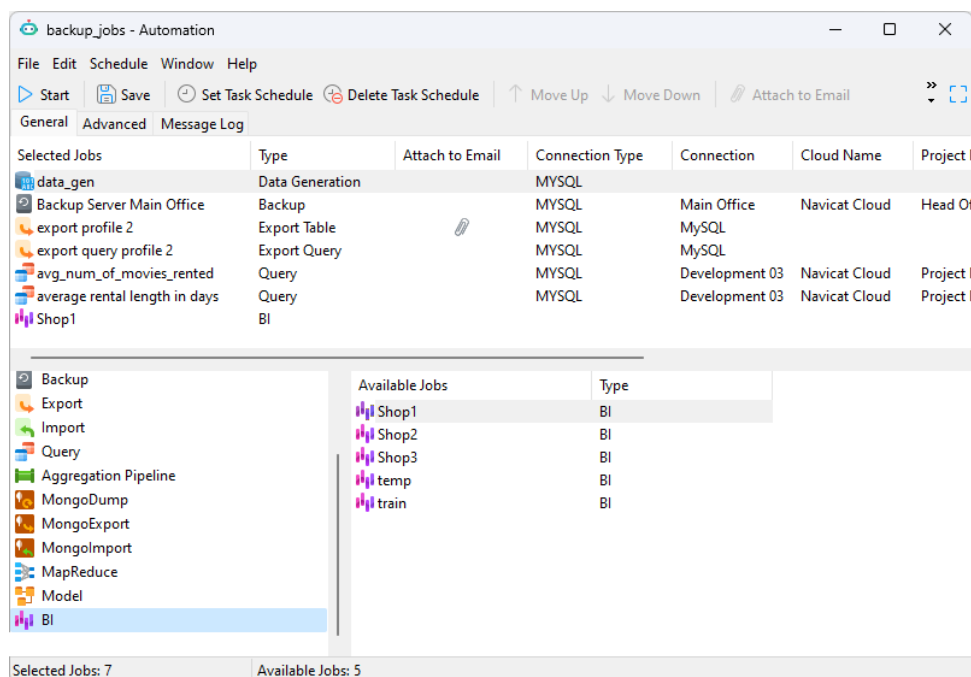 backup_jobs - Automation
File Edit Schedule Window Help
Start Save Set Task Schedule Delete Task Schedule Move Up Move Down Attach to Email »
General Advanced Message Log
Selected Jobs Type Attach to Email Connection Type Connection Cloud Name Project
data_gen Data Generation MYSQL
Backup Server Main Office Backup MYSQL Main Office Navicat Cloud Head Of
export profile 2 Export Table MYSQL MySQL
export query profile 2 Export Query MYSQL MySQL
avg_num_of_movies_rented Query MYSQL Development 03 Navicat Cloud Project
average rental length in days Query MYSQL Development 03 Navicat Cloud Project
Shop1 BI
Backup
Export
Import
Query
Aggregation Pipeline
MongoDump
MongoExport
MongoImport
MapReduce
Model
BI
Available Jobs Type
Shop1 BI
Shop2 BI
Shop3 BI
temp BI
train BI
Selected Jobs: 7 Available Jobs: 5